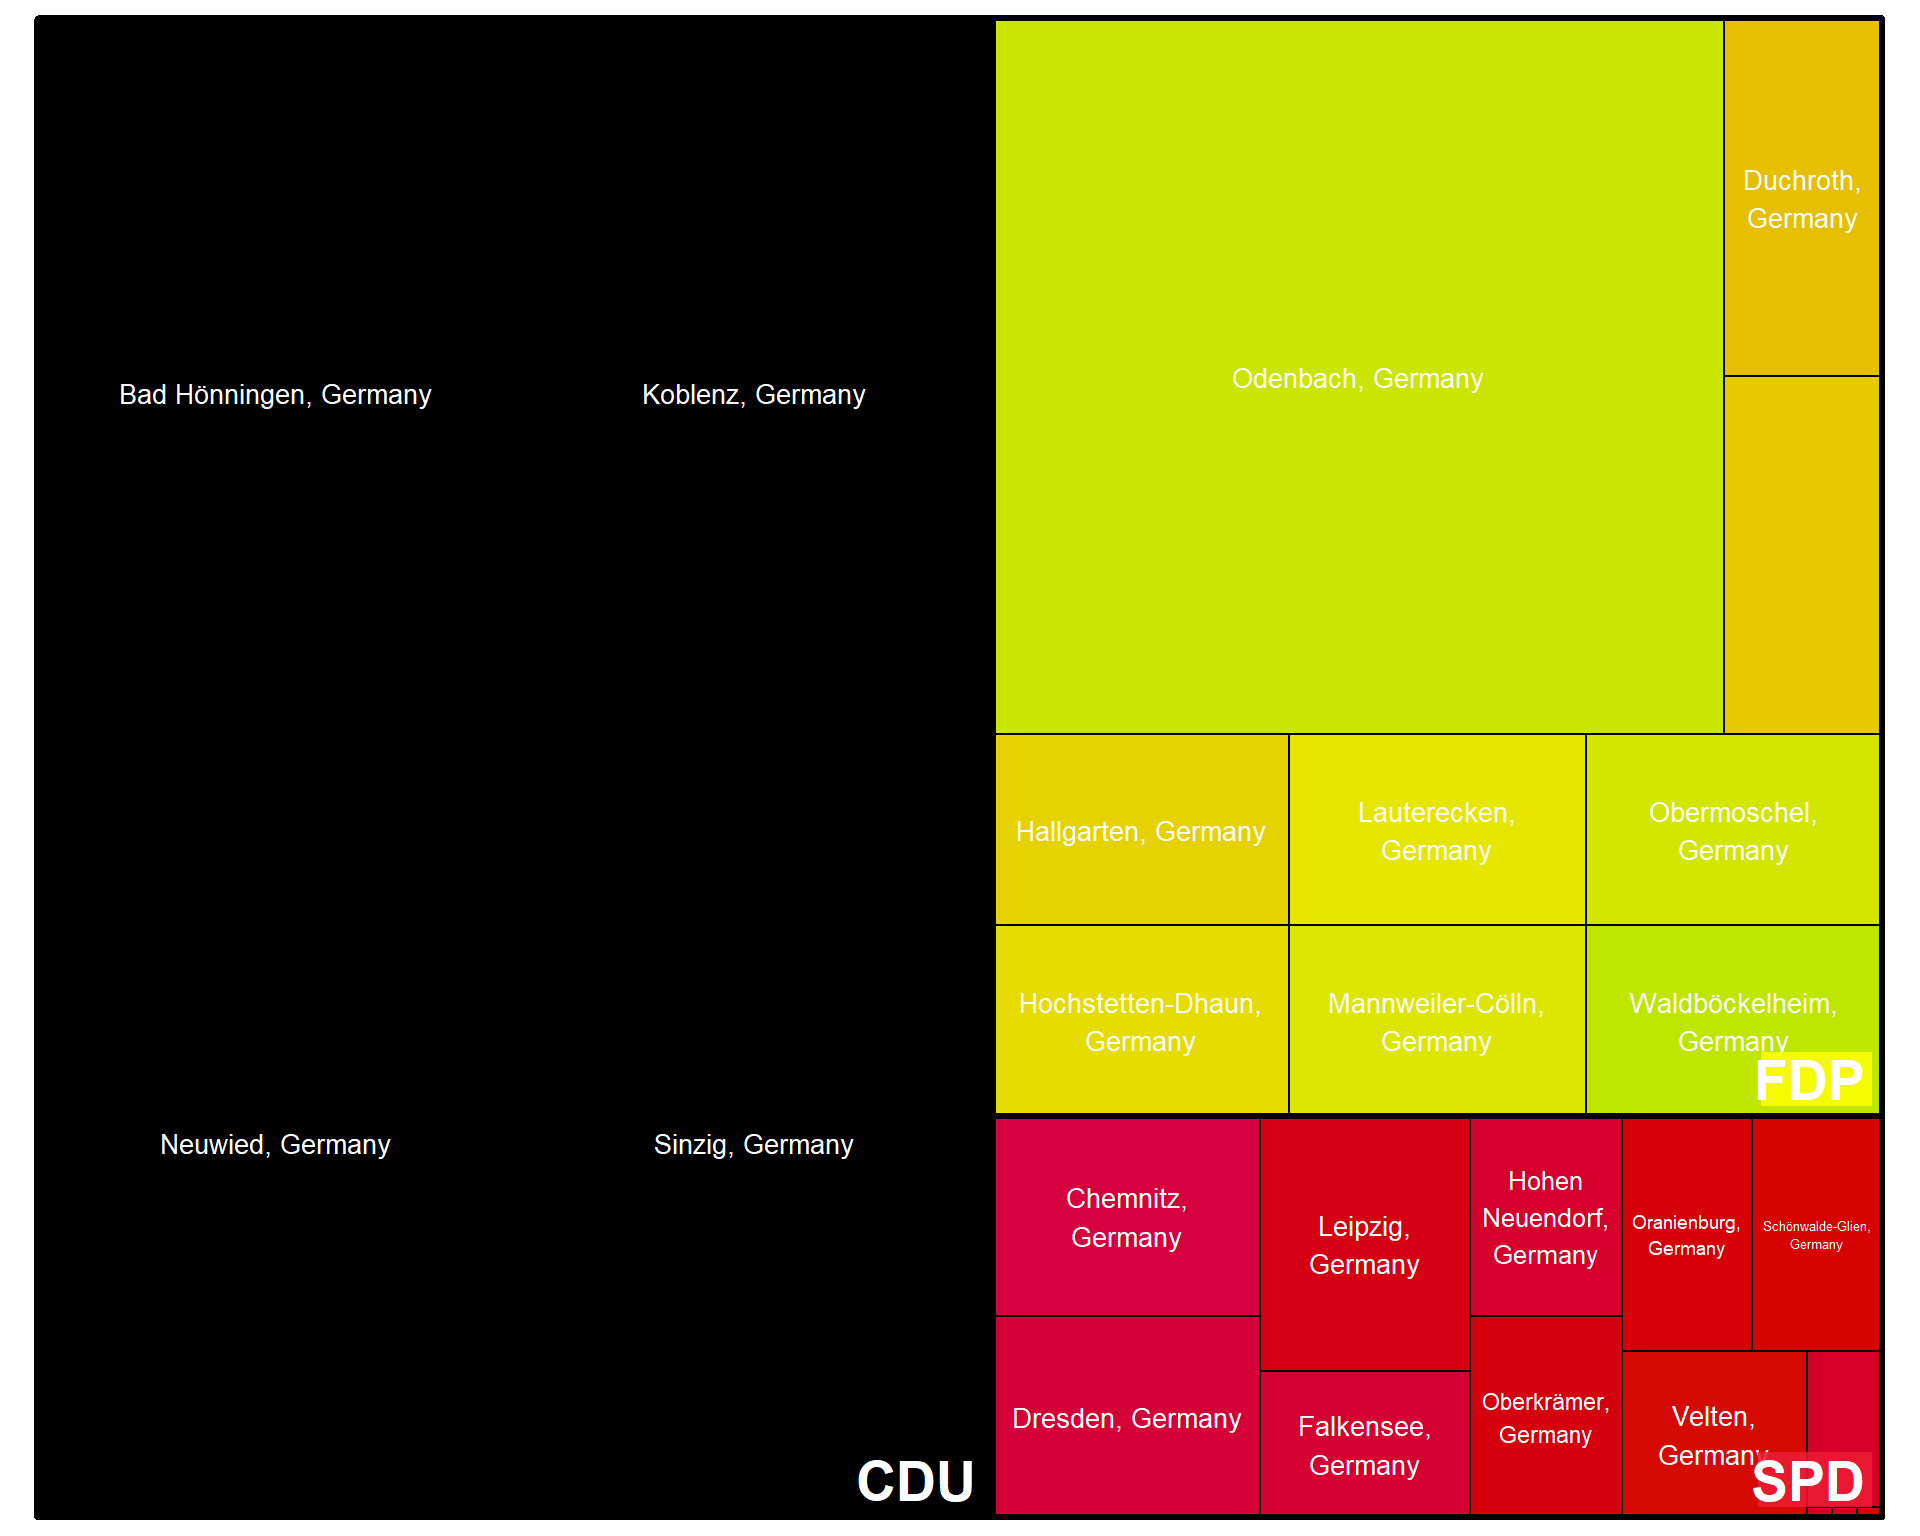 Bad Hönningen, Germany
Koblenz, Germany
Neuwied, Germany
Sinzig, Germany
CDU
Odenbach, Germany
Duchroth,
Germany
Hallgarten, Germany
Lauterecken,
Germany
Obermoschel,
Germany
Hochstetten-Dhaun,
Germany
Mannweiler-Cölln,
Germany
Waldböckelheim,
Germany
FDP
Chemnitz,
Germany
Leipzig,
Germany
Hohen
Neuendorf,
Germany
Oranienburg,
Germany
Schönwalde-Glien,
Germany
Dresden, Germany
Falkensee,
Germany
Oberkrämer,
Germany
Velten,
Germany
SPD